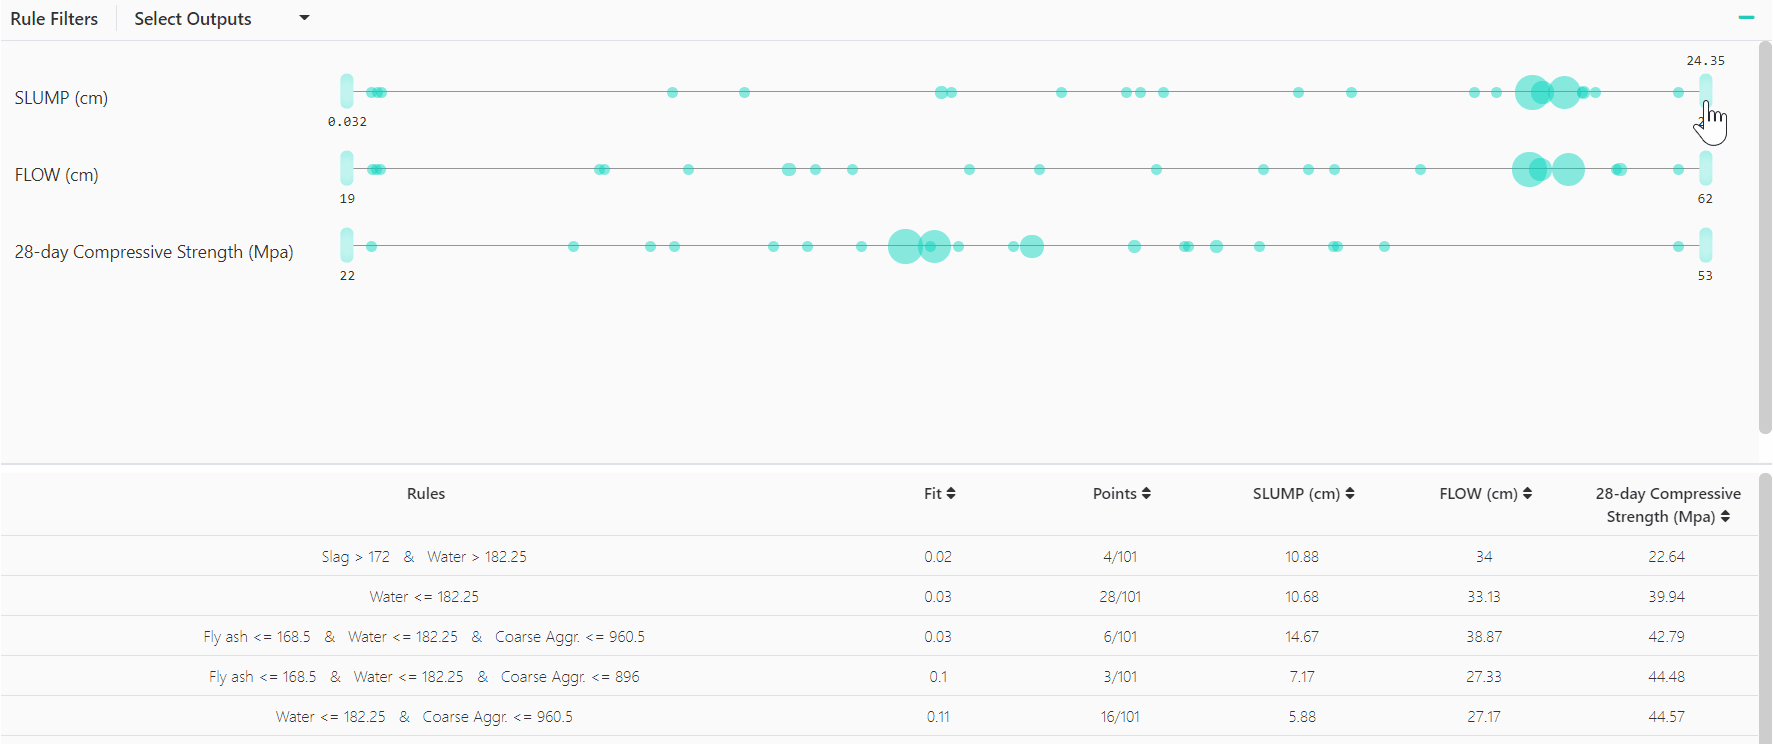 Rule Filters Select Outputs
24.35
SLUMP (cm)
0.032
FLOW (cm)
19 62
28-day Compressive Strength (Mpa)
22 53
Rules Fit Points SLUMP (cm) FLOW (cm) 28-day Compressive
Strength (Mpa)
Slag > 172 & Water > 182.25 0.02 4/101 10.88 34 22.64
Water <= 182.25 0.03 28/101 10.68 33.13 39.94
Fly ash <= 168.5 & Water <= 182.25 & Coarse Aggr. <= 960.5 0.03 6/101 14.67 38.87 42.79
Fly ash <= 168.5 & Water <= 182.25 & Coarse Aggr. <= 896 0.1 3/101 7.17 27.33 44.48
Water <= 182.25 & Coarse Aggr. <= 960.5 0.11 16/101 5.88 27.17 44.57